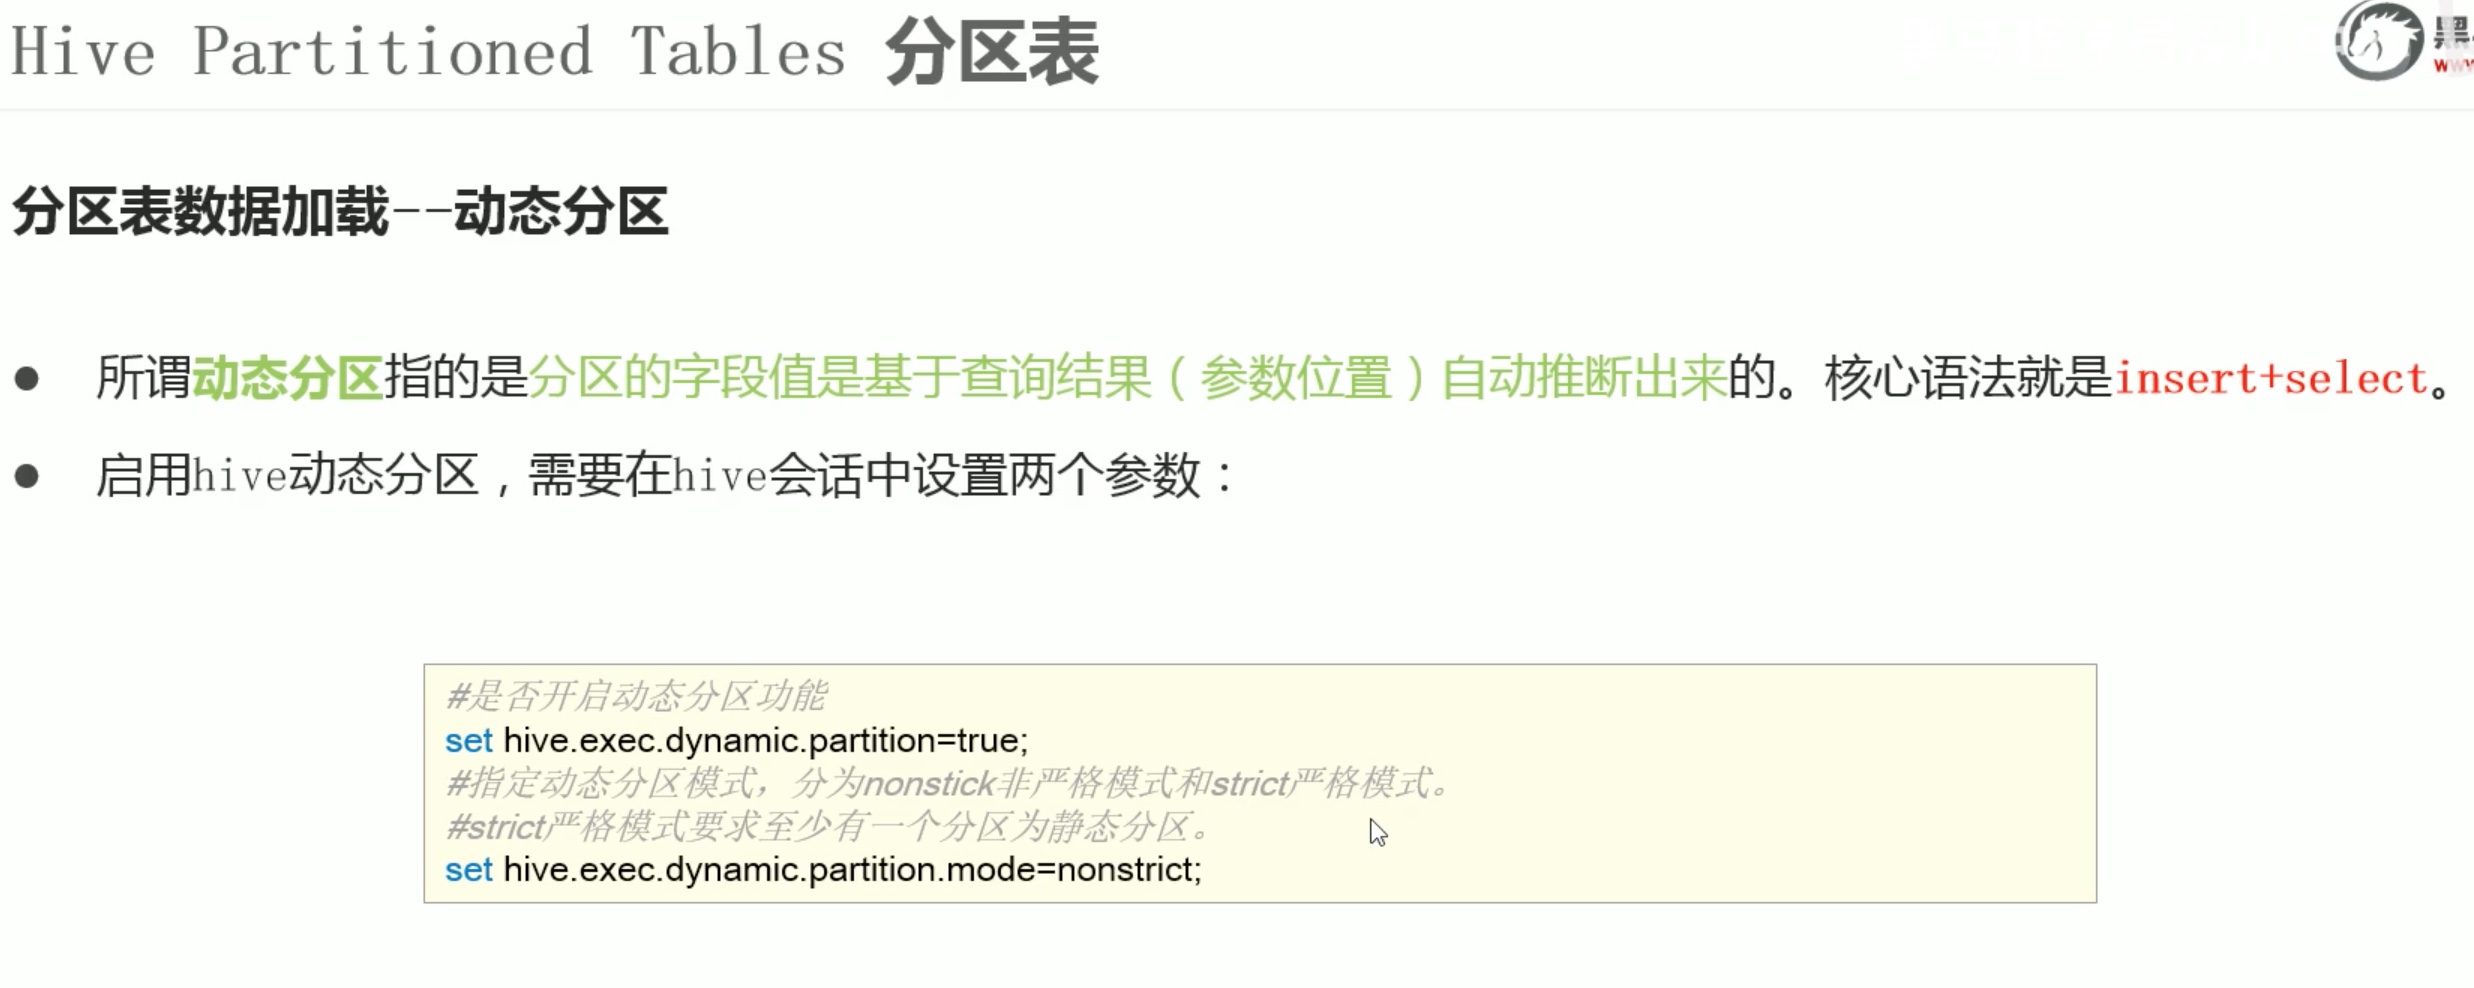 Hive Partitioned Tables 分区表
分区表数据加载--动态分区
● 所谓动态分区指的是分区的字段值是基于查询结果（参数位置）自动推断出来的。核心语法就是insert+select。
● 启用hive动态分区，需要在hive会话中设置两个参数：
#是否开启动态分区功能
set hive.exec.dynamic.partition=true;
#指定动态分区模式，分为nonstick非严格模式和strict严格模式。
#strict严格模式要求至少有一个分区为静态分区。
set hive.exec.dynamic.partition.mode=nonstrict;